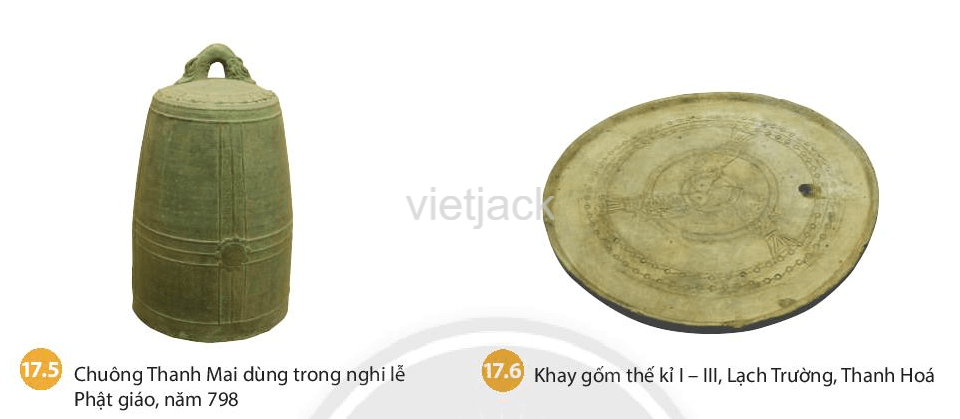 vietjack
17.5 Chuông Thanh Mai dùng trong nghi lễ
Phật giáo, năm 798
17.6 Khay gốm thế kỉ I – III, Lạch Trường, Thanh Hoá